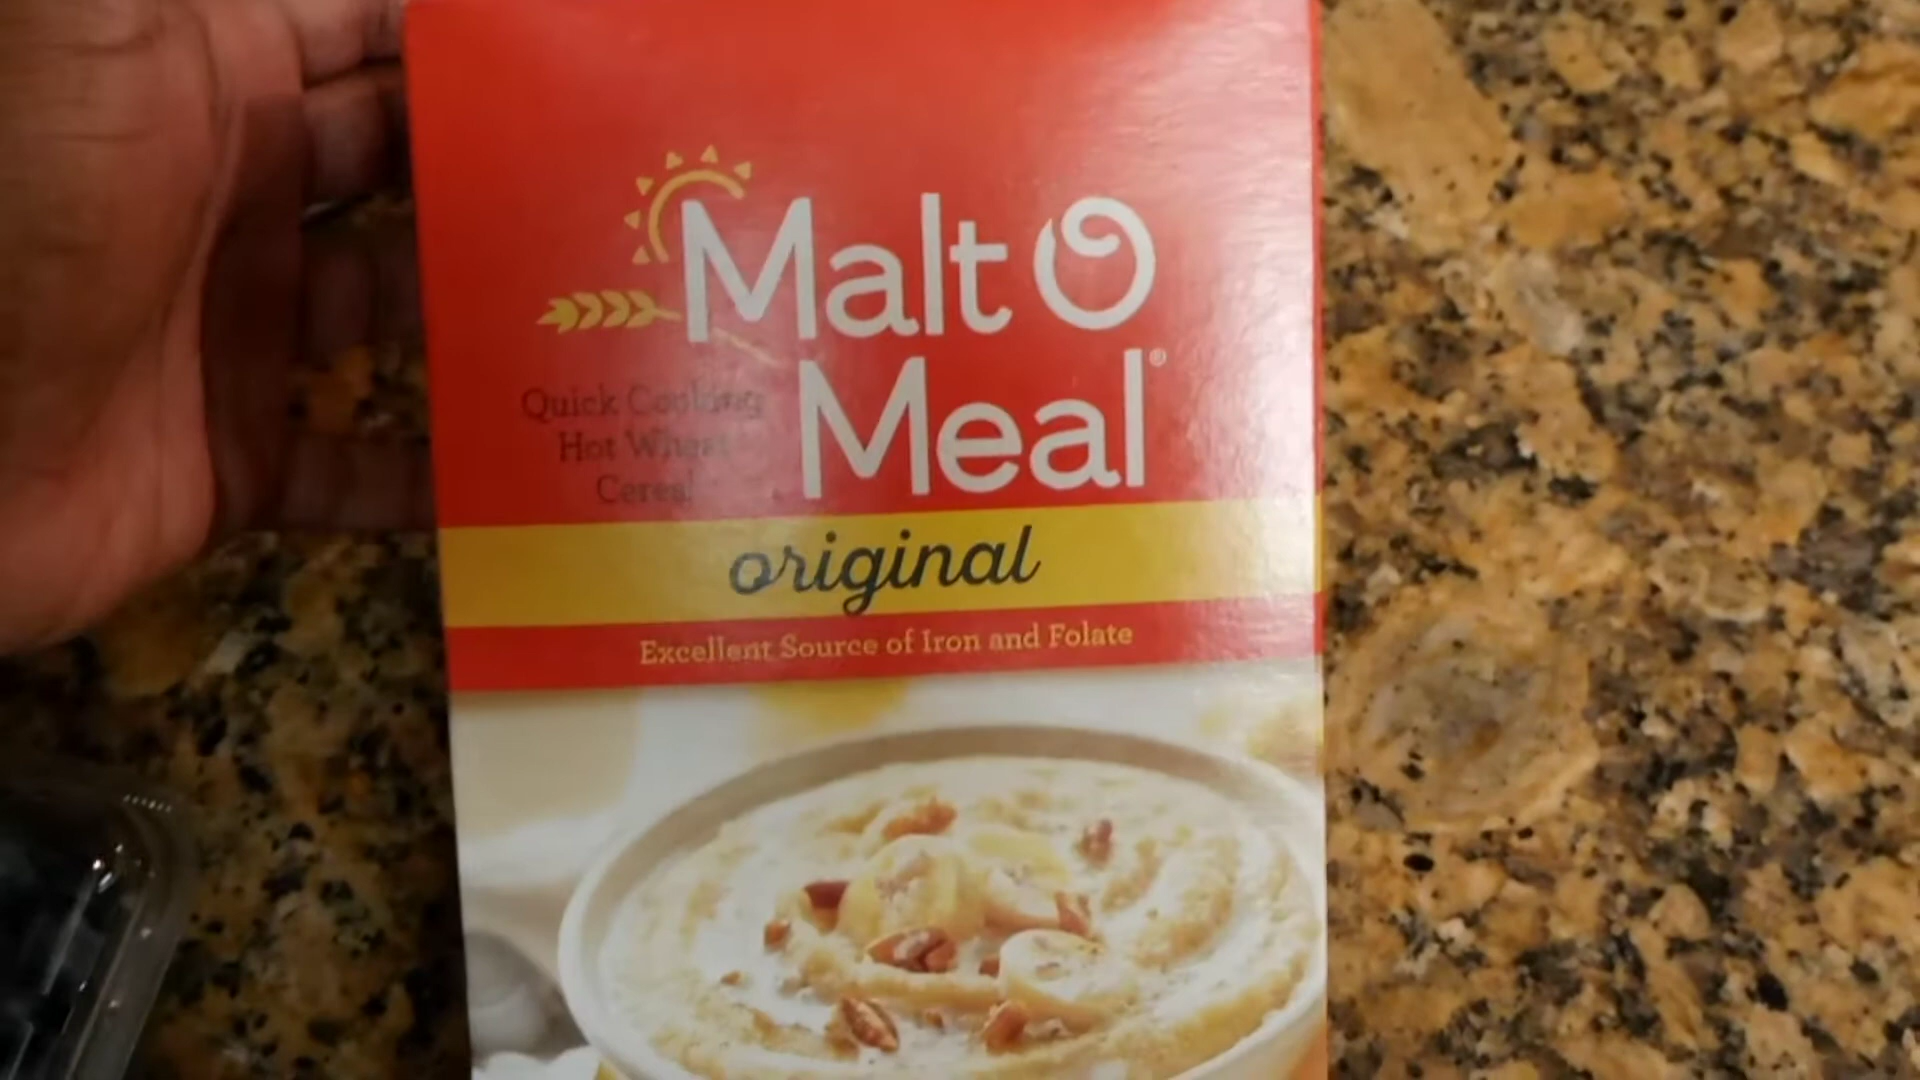 Malt O
Meal®
Quick Cooking
Hot Wheat
Cereal
original
Excellent Source of Iron and Folate